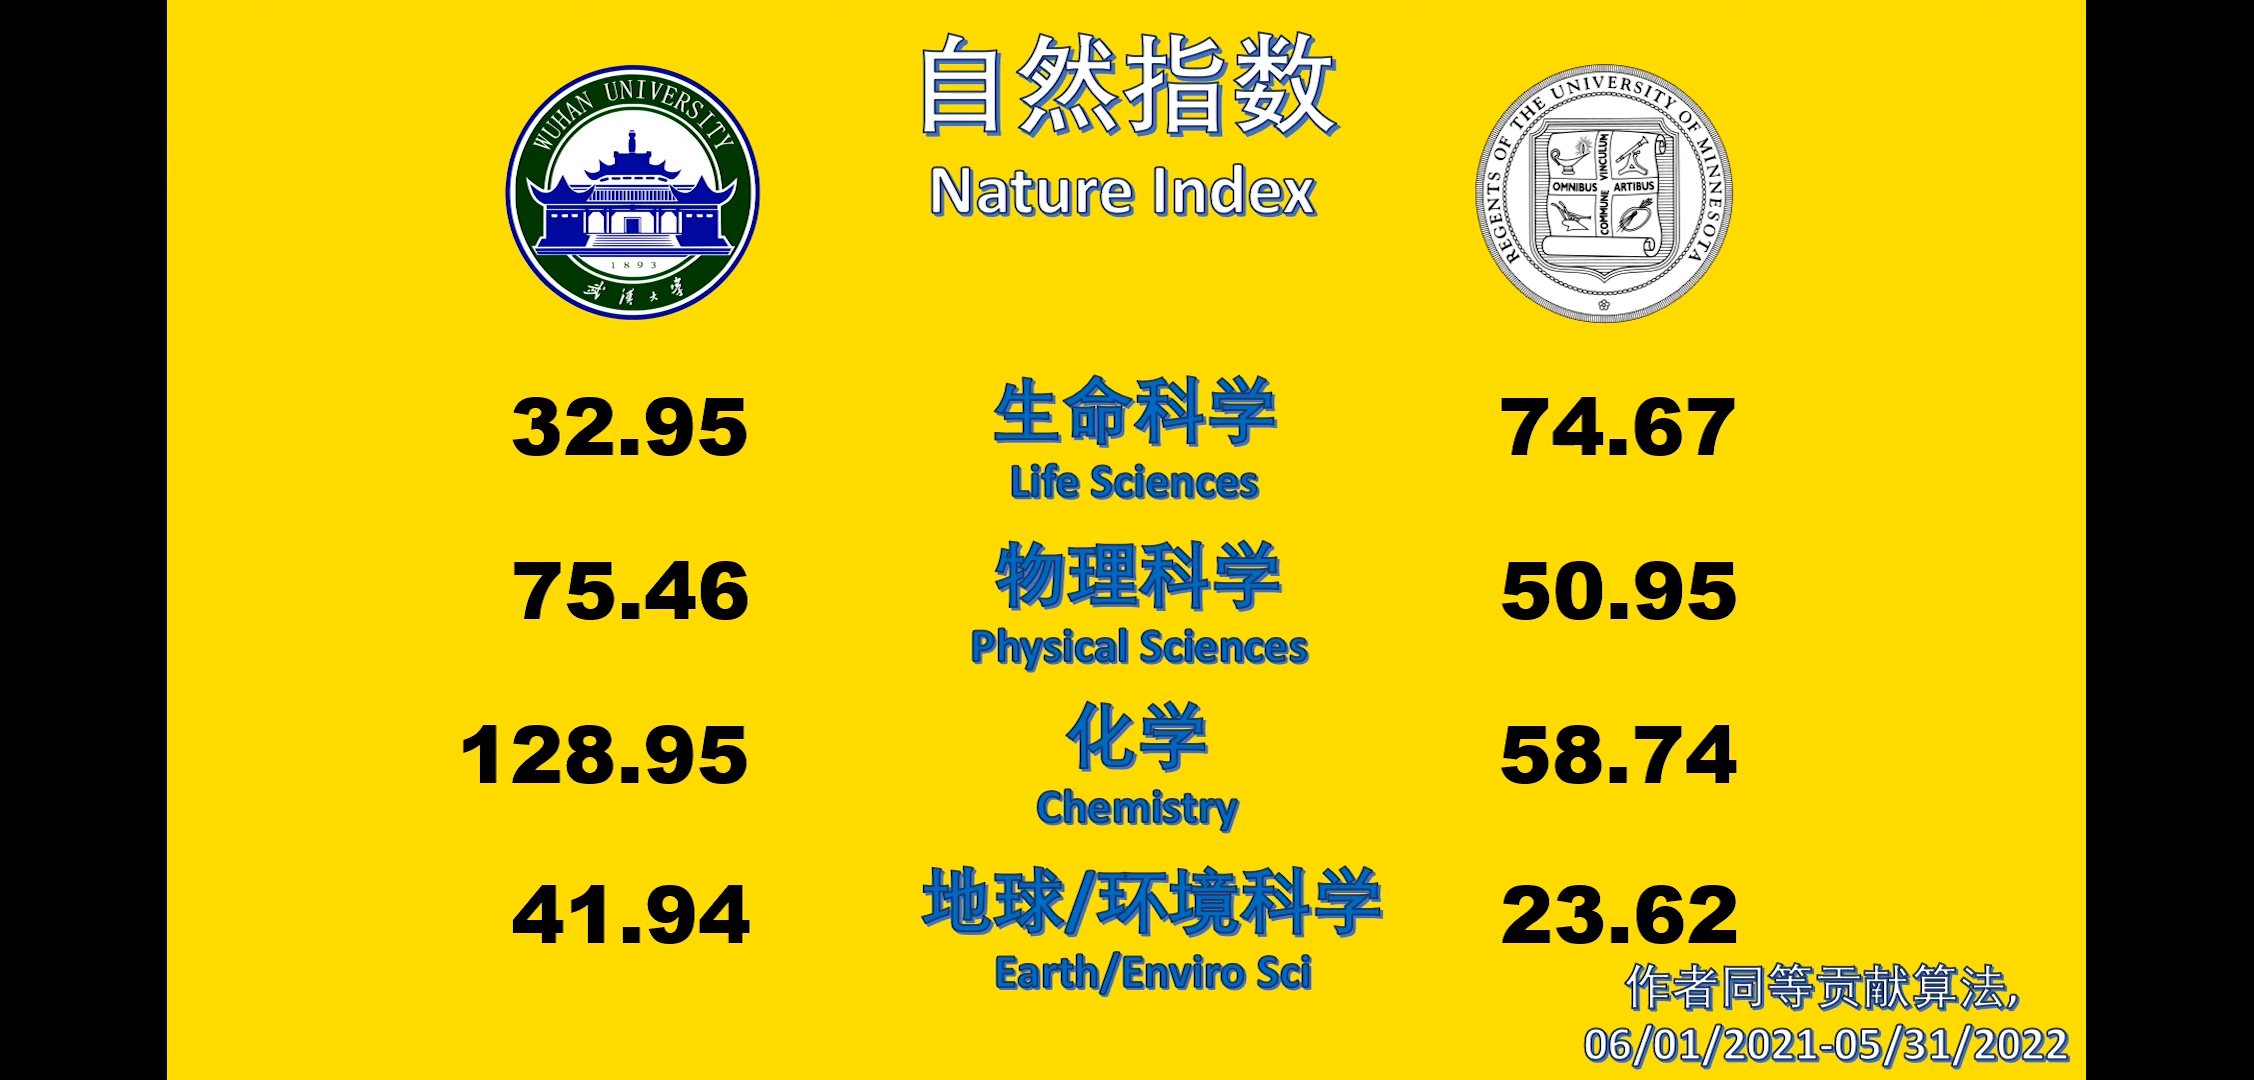 自然指数
Nature Index
WUHAN UNIVERSITY
1893
武漢大學
REGENTS OF THE UNIVERSITY OF MINNESOTA
OMNIBUS ARTIBUS
COMMUNE VINCULUM
32.95
生命科学
74.67
Life Sciences
75.46
物理科学
50.95
Physical Sciences
128.95
化学
58.74
Chemistry
41.94
地球/环境科学
23.62
Earth/Enviro Sci
作者同等贡献算法,
06/01/2021-05/31/2022